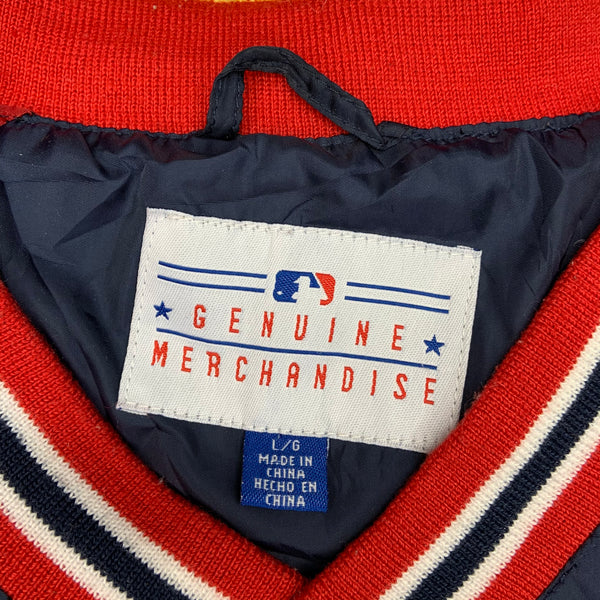 GENUINE
MERCHANDISE
L/G
MADE IN
CHINA
HECHO EN
CHINA